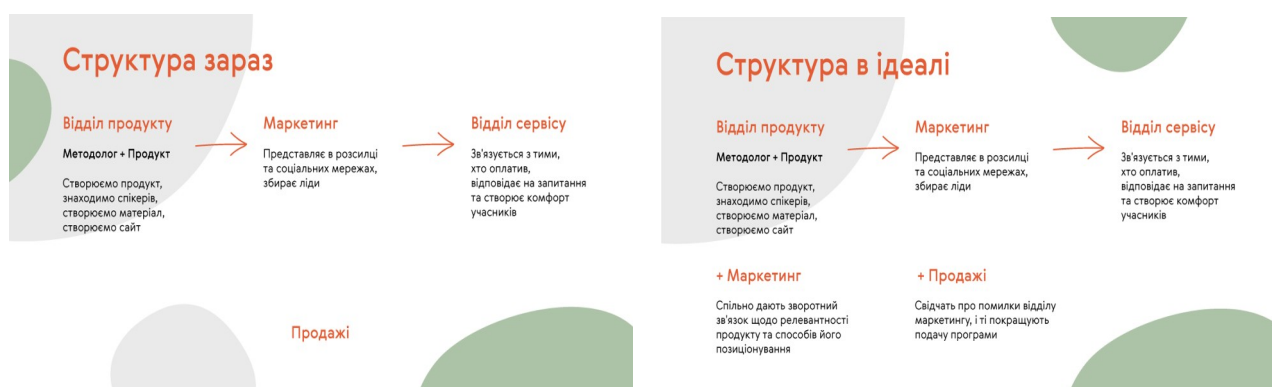 Структура зараз
Відділ продукту
Методолог + Продукт
Створюємо продукт,
знаходимо спікерів,
створюємо матеріал,
створюємо сайт
Маркетинг
Представляє в розсилці
та соціальних мережах,
збирає ліди
Відділ сервісу
Зв'язується з тими,
хто оплатив,
відповідає на запитання
та створює комфорт
учасників
Продажі
Структура в ідеалі
Відділ продукту
Методолог + Продукт
Створюємо продукт,
знаходимо спікерів,
створюємо матеріал,
створюємо сайт
Маркетинг
Представляє в розсилці
та соціальних мережах,
збирає ліди
Відділ сервісу
Зв'язується з тими,
хто оплатив,
відповідає на запитання
та створює комфорт
учасників
+ Маркетинг
Спільно дають зворотний
зв'язок щодо релевантності
продукту та способів його
позиціонування
+ Продажі
Свідчать про помилки відділу
маркетингу, і ті покращують
подачу програми